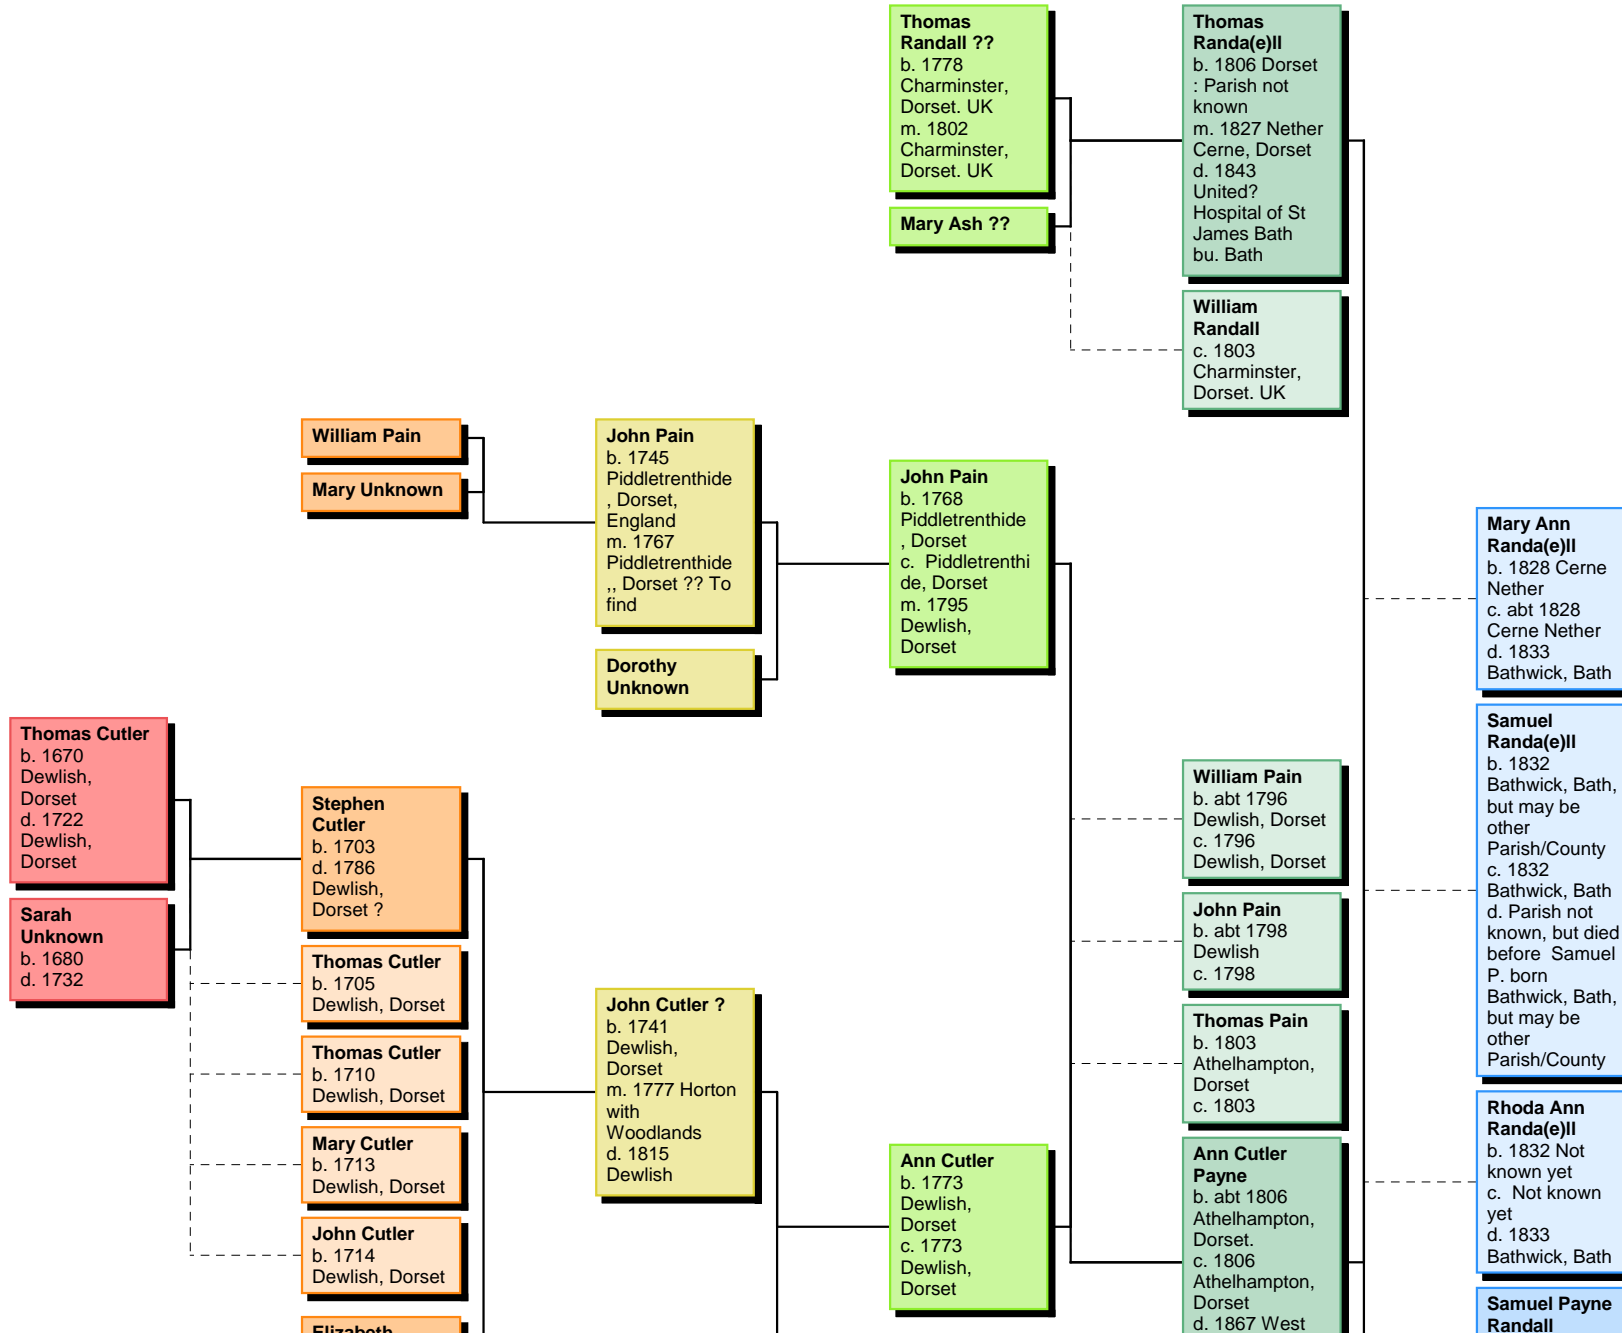 Thomas
Randall ??
b. 1778
Charminster,
Dorset. UK
m. 1802
Charminster,
Dorset. UK
Mary Ash ??
Thomas
Randa(e)ll
b. 1806 Dorset
: Parish not
known
m. 1827 Nether
Cerne, Dorset
d. 1843
United?
Hospital of St
James Bath
bu. Bath
William
Randall
c. 1803
Charminster,
Dorset. UK
William Pain
Mary Unknown
John Pain
b. 1745
Piddletrenthide
, Dorset,
England
m. 1767
Piddletrenthide
,, Dorset ?? To
find
Dorothy
Unknown
John Pain
b. 1768
Piddletrenthide
, Dorset
c.  Piddletrenthi
de, Dorset
m. 1795
Dewlish,
Dorset
Mary Ann
Randa(e)ll
b. 1828 Cerne
Nether
c. abt 1828
Cerne Nether
d. 1833
Bathwick, Bath
Samuel
Randa(e)ll
b. 1832
Bathwick, Bath,
but may be
other
Parish/County
c. 1832
Bathwick, Bath
d. Parish not
known, but died
before  Samuel
P. born
Bathwick, Bath,
but may be
other
Parish/County
Thomas Cutler
b. 1670
Dewlish,
Dorset
d. 1722
Dewlish,
Dorset
Sarah
Unknown
b. 1680
d. 1732
Stephen
Cutler
b. 1703
d. 1786
Dewlish,
Dorset ?
Thomas Cutler
b. 1705
Dewlish, Dorset
Thomas Cutler
b. 1710
Dewlish, Dorset
Mary Cutler
b. 1713
Dewlish, Dorset
John Cutler
b. 1714
Dewlish, Dorset
Elizabeth
John Cutler ?
b. 1741
Dewlish,
Dorset
m. 1777 Horton
with
Woodlands
d. 1815
Dewlish
William Pain
b. abt 1796
Dewlish, Dorset
c. 1796
Dewlish, Dorset
John Pain
b. abt 1798
Dewlish
c. 1798
Thomas Pain
b. 1803
Athelhampton,
Dorset
c. 1803
Ann Cutler
b. 1773
Dewlish,
Dorset
c. 1773
Dewlish,
Dorset
Ann Cutler
Payne
b. abt 1806
Athelhampton,
Dorset.
c. 1806
Athelhampton,
Dorset
d. 1867 West
Rhoda Ann
Randa(e)ll
b. 1832 Not
known yet
c.  Not known
yet
d. 1833
Bathwick, Bath
Samuel Payne
Randall